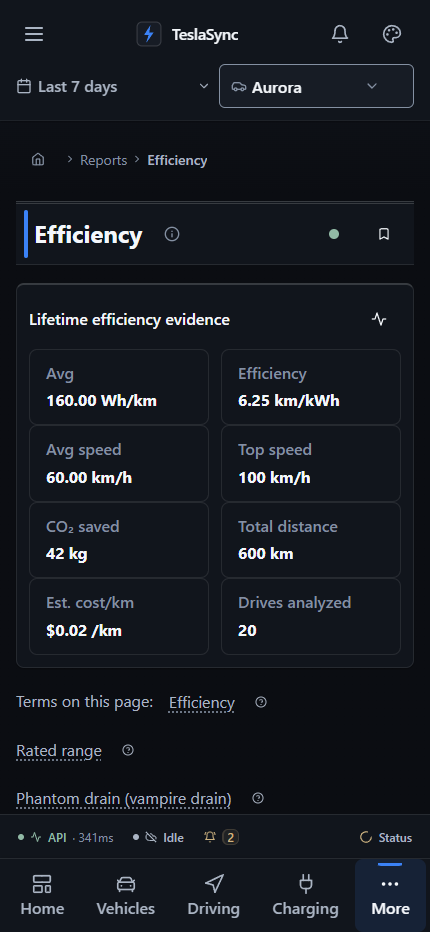 TeslaSync
Last 7 days
Aurora
Reports
Efficiency
Efficiency
Lifetime efficiency evidence
Avg
160.00 Wh/km
Efficiency
6.25 km/kWh
Avg speed
60.00 km/h
Top speed
100 km/h
CO₂ saved
42 kg
Total distance
600 km
Est. cost/km
$0.02 /km
Drives analyzed
20
Terms on this page: Efficiency
Rated range
Phantom drain (vampire drain)
API · 341ms
Idle
2
Status
Home
Vehicles
Driving
Charging
More